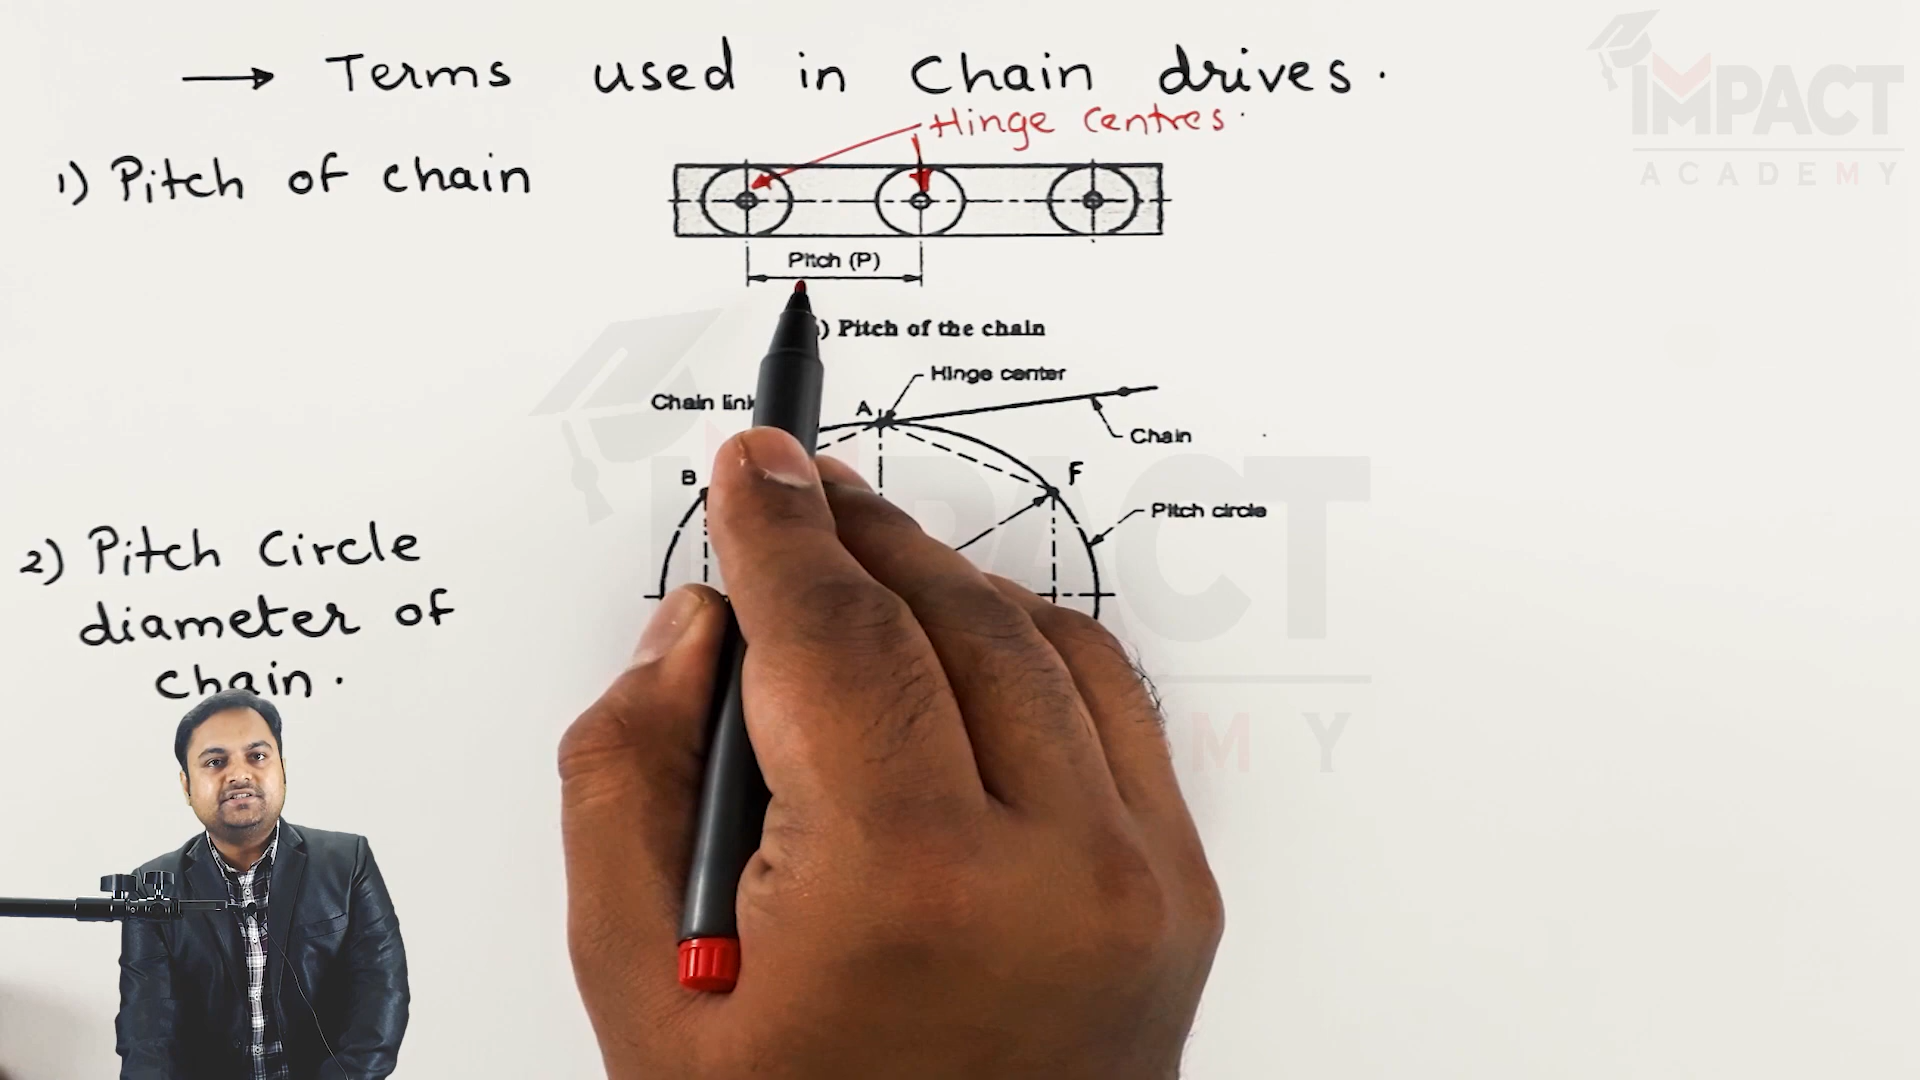 → Terms used in Chain drives.
Hinge Centres.
1) Pitch of chain
Pitch (P)
) Pitch of the chain
Hinge center
Chain link
A
Chain
B
F
Pitch circle
2) Pitch Circle
diameter of
chain.
IMPACT
ACADEMY